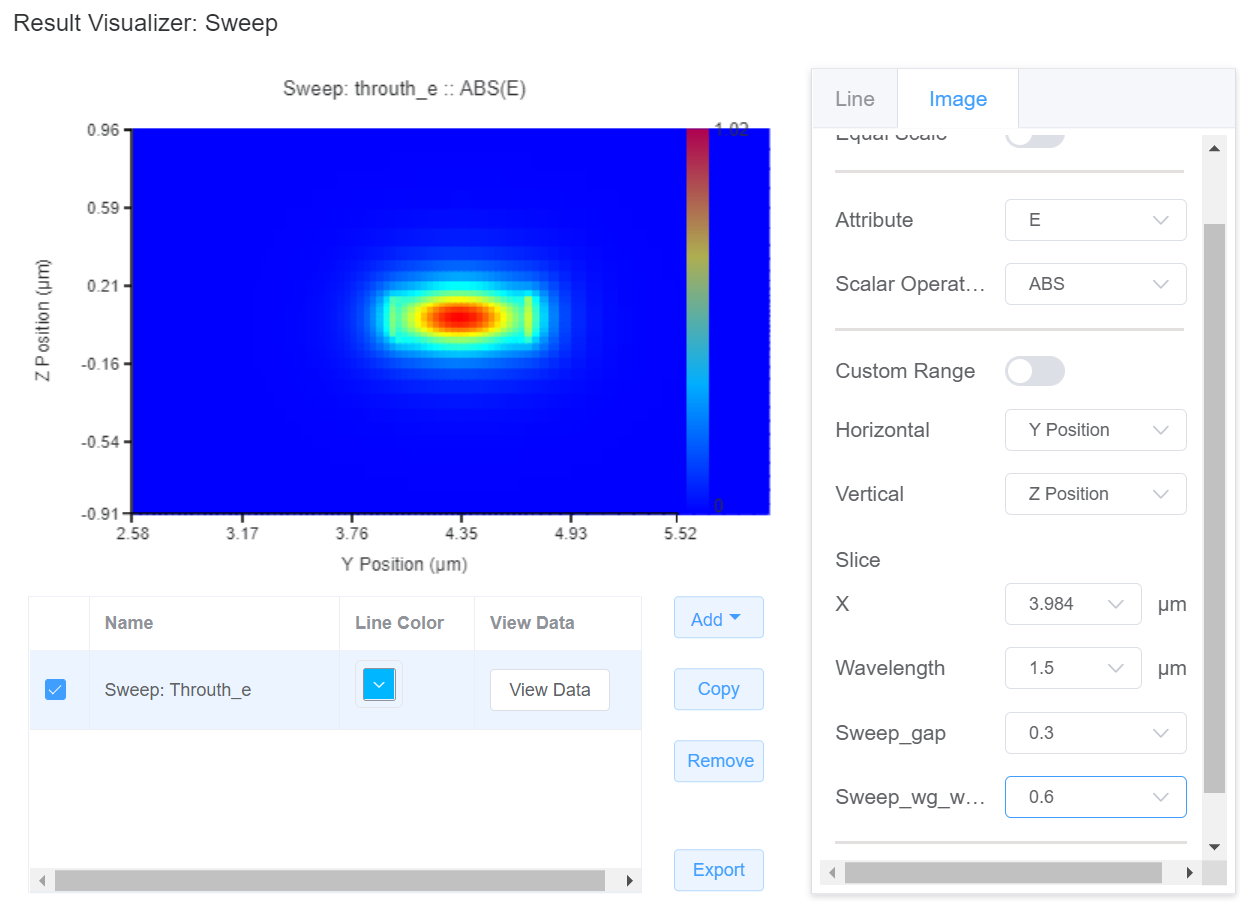 Result Visualizer: Sweep
Sweep: throuth_e :: ABS(E)
1.02
0.96
0.59
0.21
-0.16
-0.54
-0.91
0
Z Position (μm)
2.58 3.17 3.76 4.35 4.93 5.52
Y Position (μm)
Name Line Color View Data
Sweep: Throuth_e View Data
Add
Copy
Remove
Export
Line Image
Equal Scale
Attribute E
Scalar Operat... ABS
Custom Range
Horizontal Y Position
Vertical Z Position
Slice
X 3.984 μm
Wavelength 1.5 μm
Sweep_gap 0.3
Sweep_wg_w... 0.6